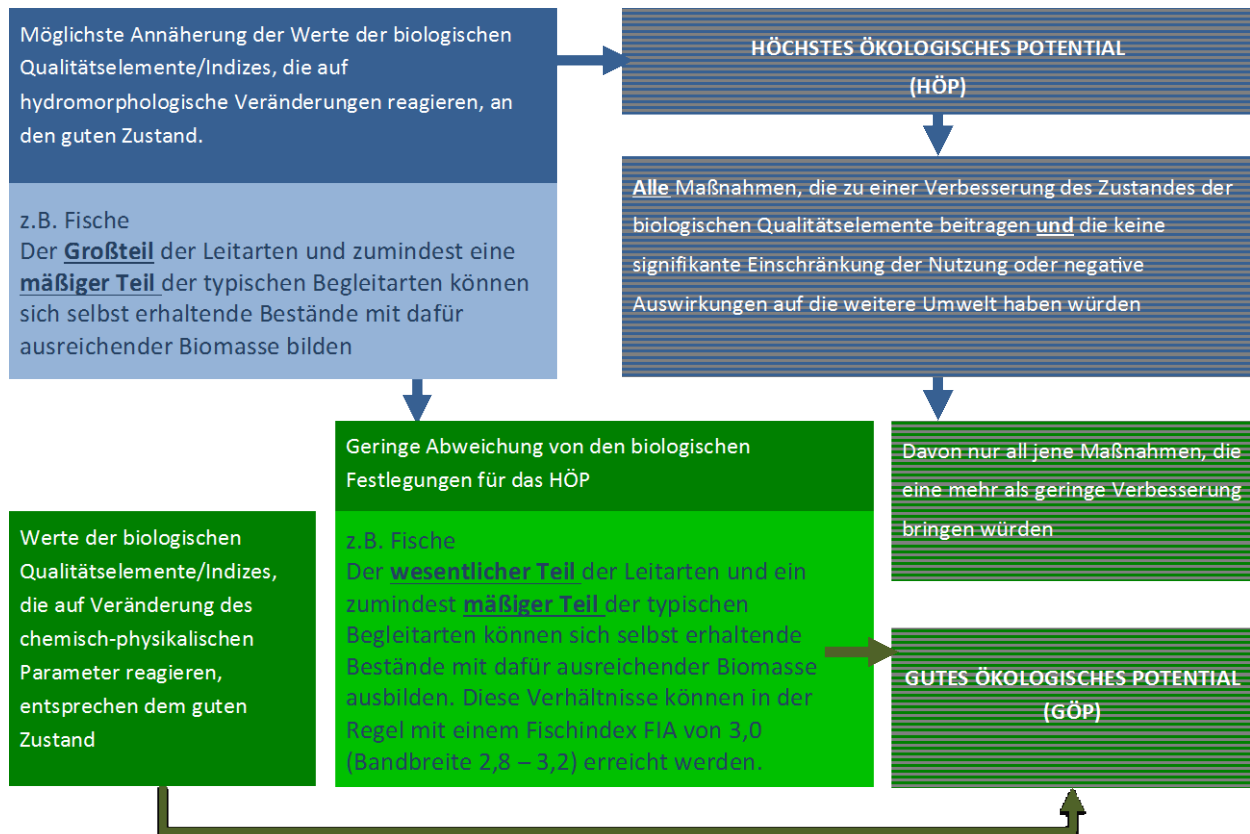 Möglichste Annäherung der Werte der biologischen
Qualitätselemente/Indizes, die auf
hydromorphologische Veränderungen reagieren, an
den guten Zustand.
z.B. Fische
Der Großteil der Leitarten und zumindest eine
mäßiger Teil der typischen Begleitarten können
sich selbst erhaltende Bestände mit dafür
ausreichender Biomasse bilden
HÖCHSTES ÖKOLOGISCHES POTENTIAL
(HÖP)
Alle Maßnahmen, die zu einer Verbesserung des Zustandes der
biologischen Qualitätselemente beitragen und die keine
signifikante Einschränkung der Nutzung oder negative
Auswirkungen auf die weitere Umwelt haben würden
Geringe Abweichung von den biologischen
Festlegungen für das HÖP
z.B. Fische
Der wesentlicher Teil der Leitarten und ein
zumindest mäßiger Teil der typischen
Begleitarten können sich selbst erhaltende
Bestände mit dafür ausreichender Biomasse
ausbilden. Diese Verhältnisse können in der
Regel mit einem Fischindex FIA von 3,0
(Bandbreite 2,8 – 3,2) erreicht werden.
Davon nur all jene Maßnahmen, die
eine mehr als geringe Verbesserung
bringen würden
Werte der biologischen
Qualitätselemente/Indizes,
die auf Veränderung des
chemisch-physikalischen
Parameter reagieren,
entsprechen dem guten
Zustand
GUTES ÖKOLOGISCHES POTENTIAL
(GÖP)